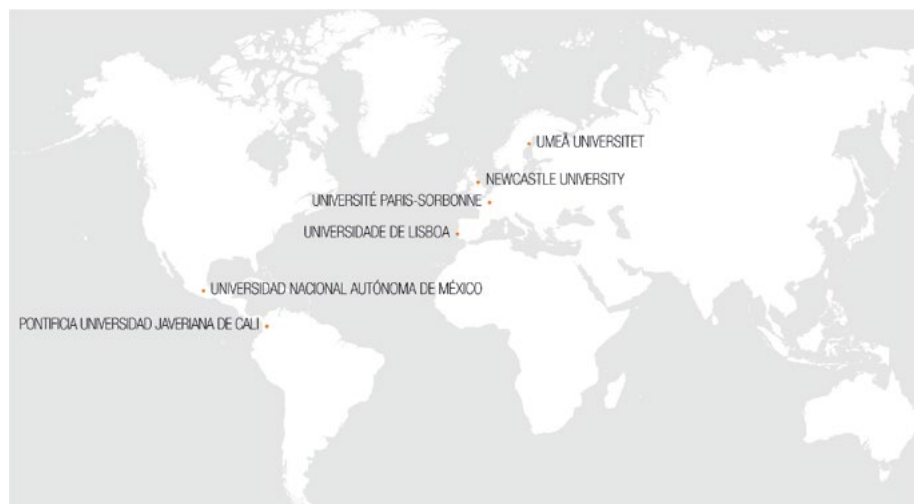 UMEÅ UNIVERSITET
NEWCASTLE UNIVERSITY
UNIVERSITÉ PARIS-SORBONNE
UNIVERSIDADE DE LISBOA
UNIVERSIDAD NACIONAL AUTÓNOMA DE MÉXICO
PONTIFICIA UNIVERSIDAD JAVERIANA DE CALI